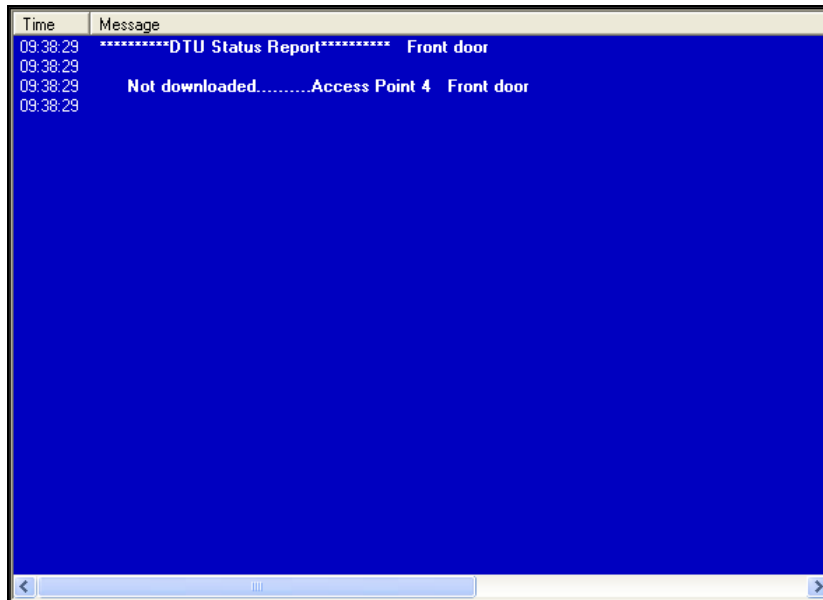 Time Message
09:38:29 **********DTU Status Report********** Front door
09:38:29
09:38:29 Not downloaded..........Access Point 4 Front door
09:38:29